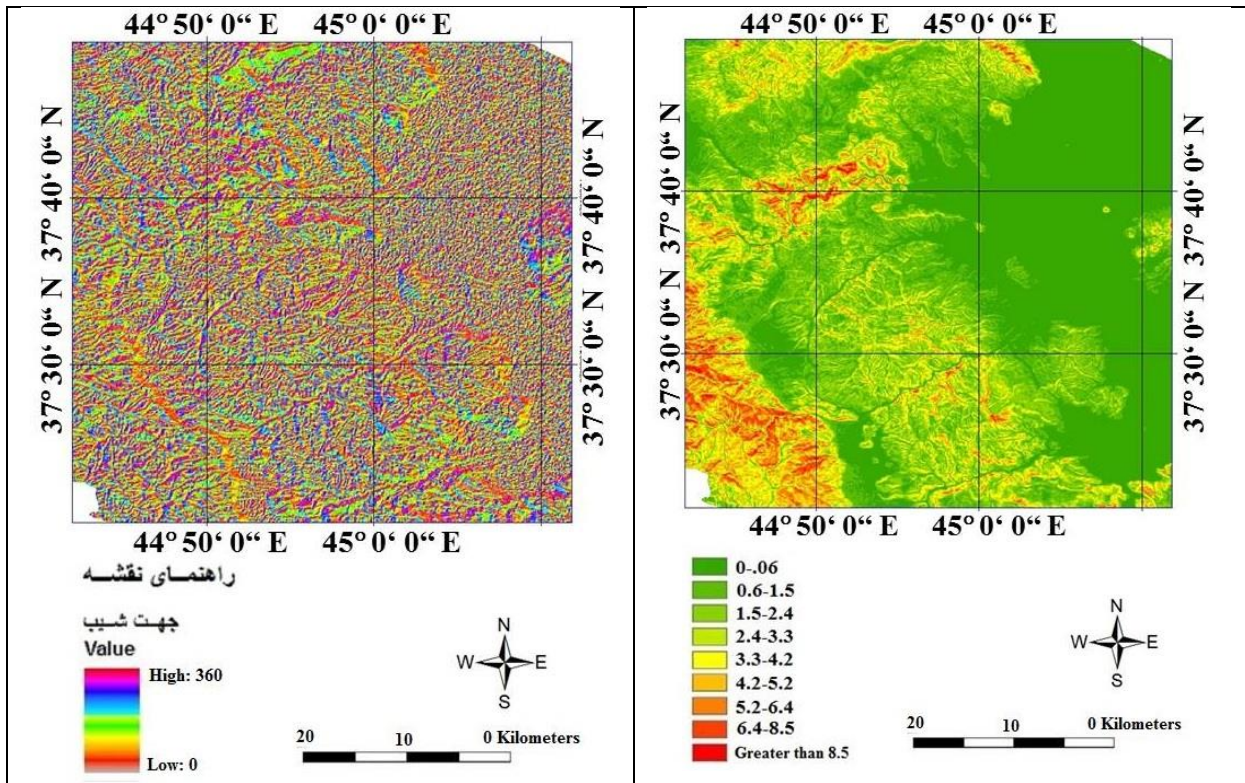 44° 50‘ 0“ E 45° 0‘ 0“ E
37° 40‘ 0“ N
37° 30‘ 0“ N
37° 40‘ 0“ N
37° 30‘ 0“ N
44° 50‘ 0“ E 45° 0‘ 0“ E
راهنمای نقشه
جهت شیب
Value
High: 360
Low: 0
N
W E
S
20 10 0 Kilometers
44° 50‘ 0“ E 45° 0‘ 0“ E
37° 40‘ 0“ N
37° 30‘ 0“ N
37° 40‘ 0“ N
37° 30‘ 0“ N
44° 50‘ 0“ E 45° 0‘ 0“ E
0-.06
0.6-1.5
1.5-2.4
2.4-3.3
3.3-4.2
4.2-5.2
5.2-6.4
6.4-8.5
Greater than 8.5
N
W E
S
20 10 0 Kilometers